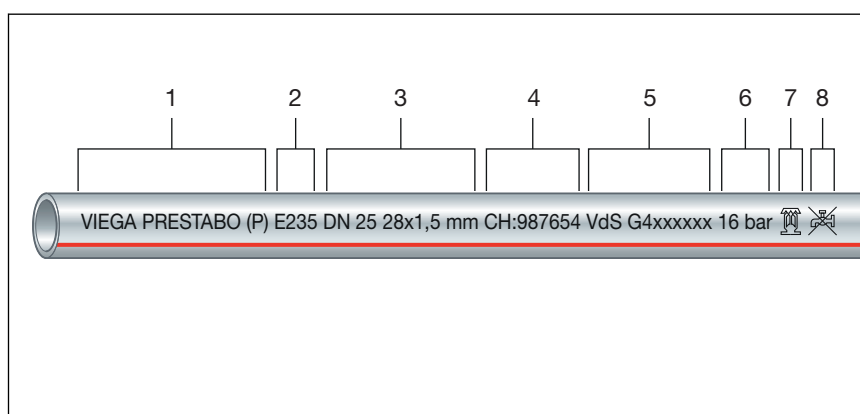 1 2 3 4 5 6 7 8
VIEGA PRESTABO (P) E235 DN 25 28x1,5 mm CH:987654 VdS G4xxxxxx 16 bar